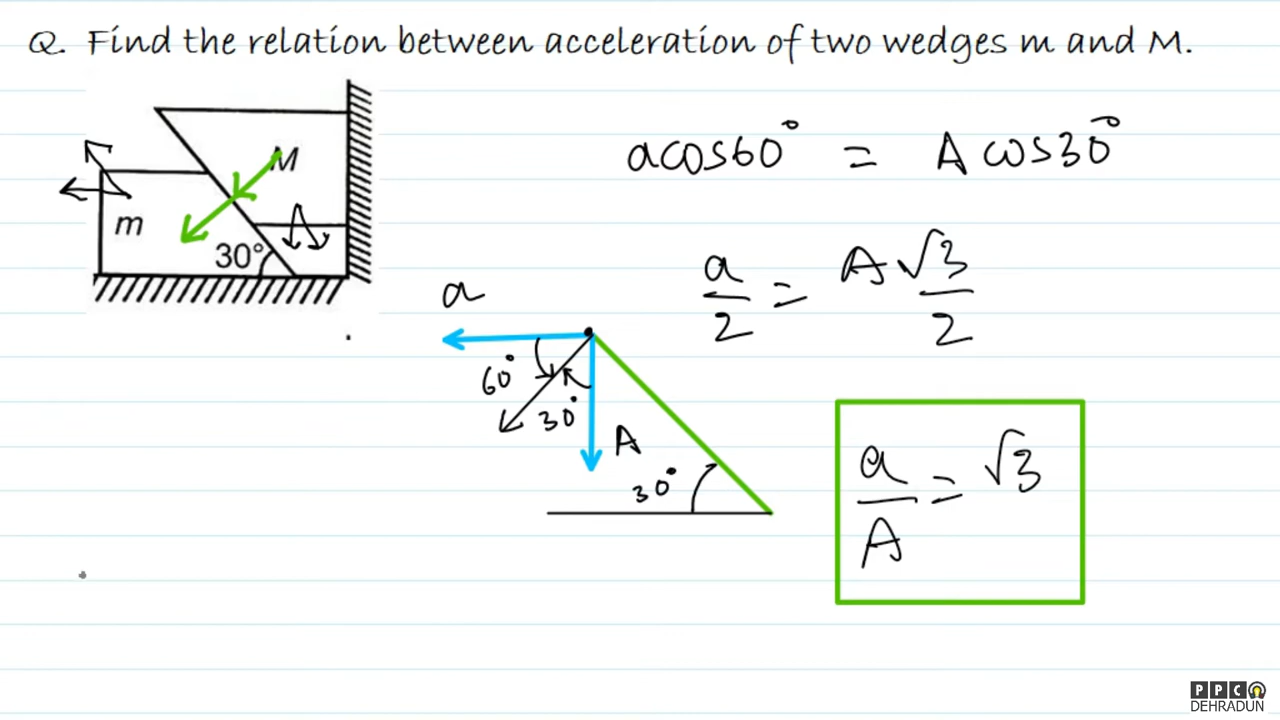 Q. Find the relation between acceleration of two wedges m and M.
M
m
30°
a cos60° = A cos30°
a/2 = A√3/2
a
60°
30°
A
30°
a/A = √3
PPC
DEHRADUN